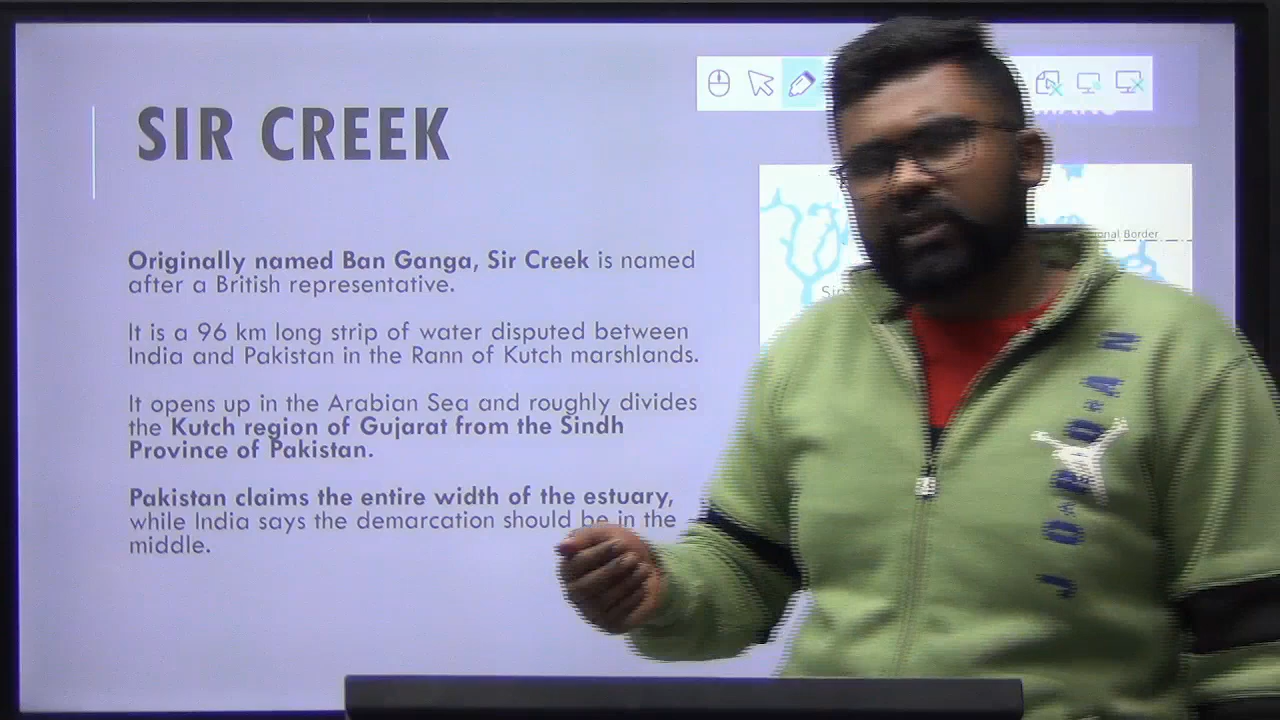 SIR CREEK
Originally named Ban Ganga, Sir Creek is named
after a British representative.
It is a 96 km long strip of water disputed between
India and Pakistan in the Rann of Kutch marshlands.
It opens up in the Arabian Sea and roughly divides
the Kutch region of Gujarat from the Sindh
Province of Pakistan.
Pakistan claims the entire width of the estuary,
while India says the demarcation should be in the
middle.
Border
JORDAN